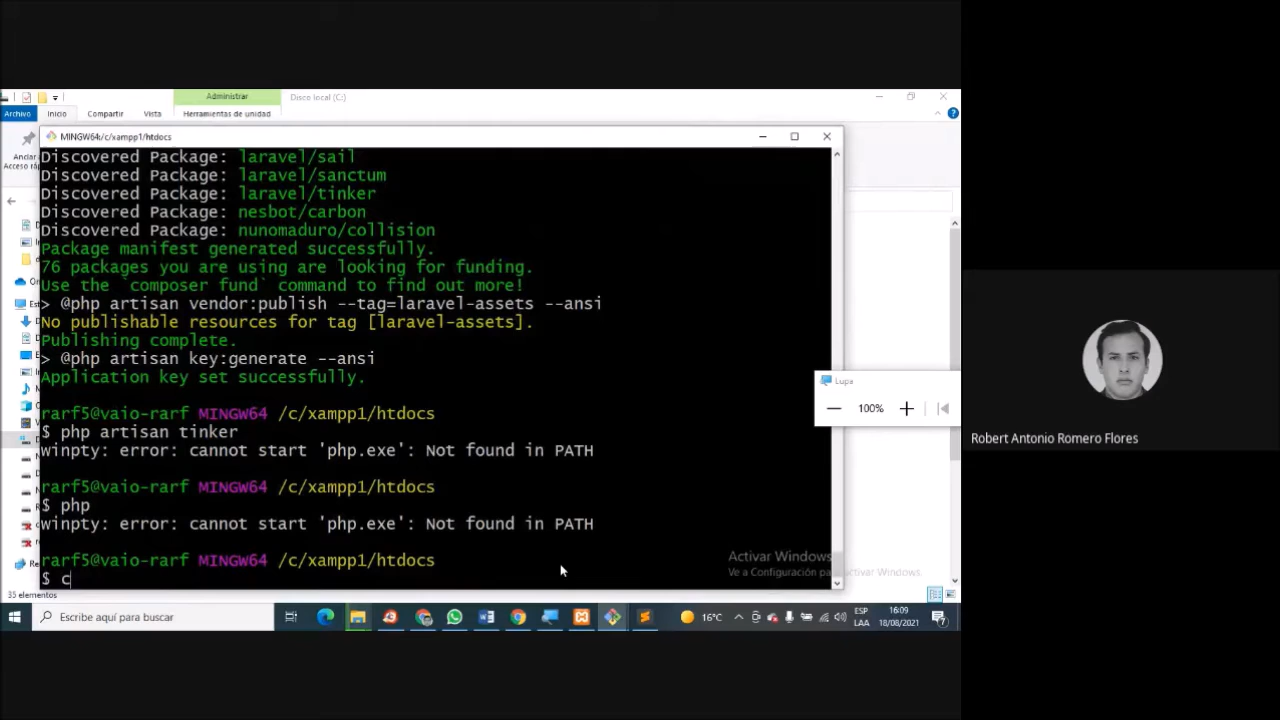 Administrar
Disco local (C:)
Archivo
Inicio
Compartir
Vista
Herramientas de unidad
MINGW64:/c/xampp1/htdocs
Discovered Package: laravel/sail
Discovered Package: laravel/sanctum
Discovered Package: laravel/tinker
Discovered Package: nesbot/carbon
Discovered Package: nunomaduro/collision
Package manifest generated successfully.
76 packages you are using are looking for funding.
Use the `composer fund` command to find out more!
> @php artisan vendor:publish --tag=laravel-assets --ansi
No publishable resources for tag [laravel-assets].
Publishing complete.
> @php artisan key:generate --ansi
Application key set successfully.
rarf5@vaio-rarf MINGW64 /c/xampp1/htdocs
$ php artisan tinker
winpty: error: cannot start 'php.exe': Not found in PATH
rarf5@vaio-rarf MINGW64 /c/xampp1/htdocs
$ php
winpty: error: cannot start 'php.exe': Not found in PATH
rarf5@vaio-rarf MINGW64 /c/xampp1/htdocs
$ c
Lupa
100%
Robert Antonio Romero Flores
Activar Windows
Ve a Configuración para activar Windows.
35 elementos
Escribe aquí para buscar
16°C
ESP
LAA
16:09
18/08/2021